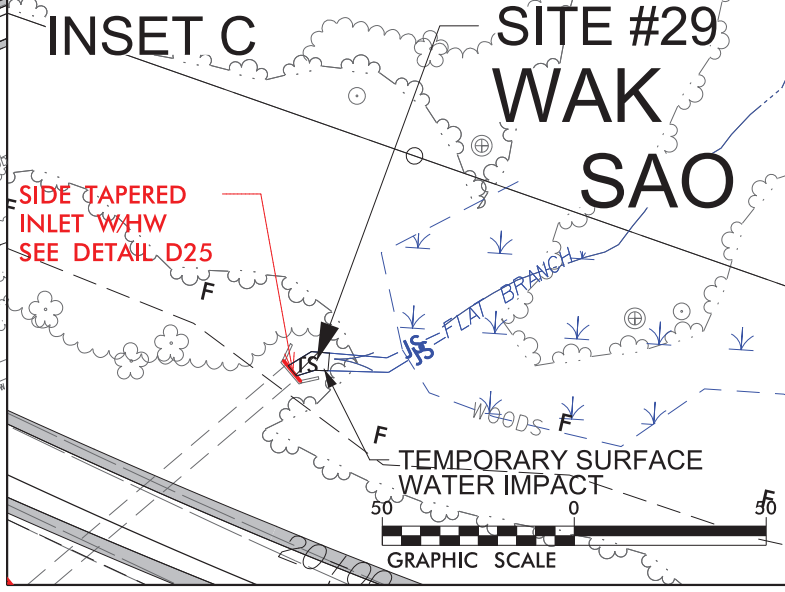 INSET C
SITE #29
WAK
SAO
SIDE TAPERED
INLET WHW
SEE DETAIL D25
F
F
FLAT BRANCH
JS
JS
TS
WOODS
F
F
F
TEMPORARY SURFACE
WATER IMPACT
50 0 50
GRAPHIC SCALE